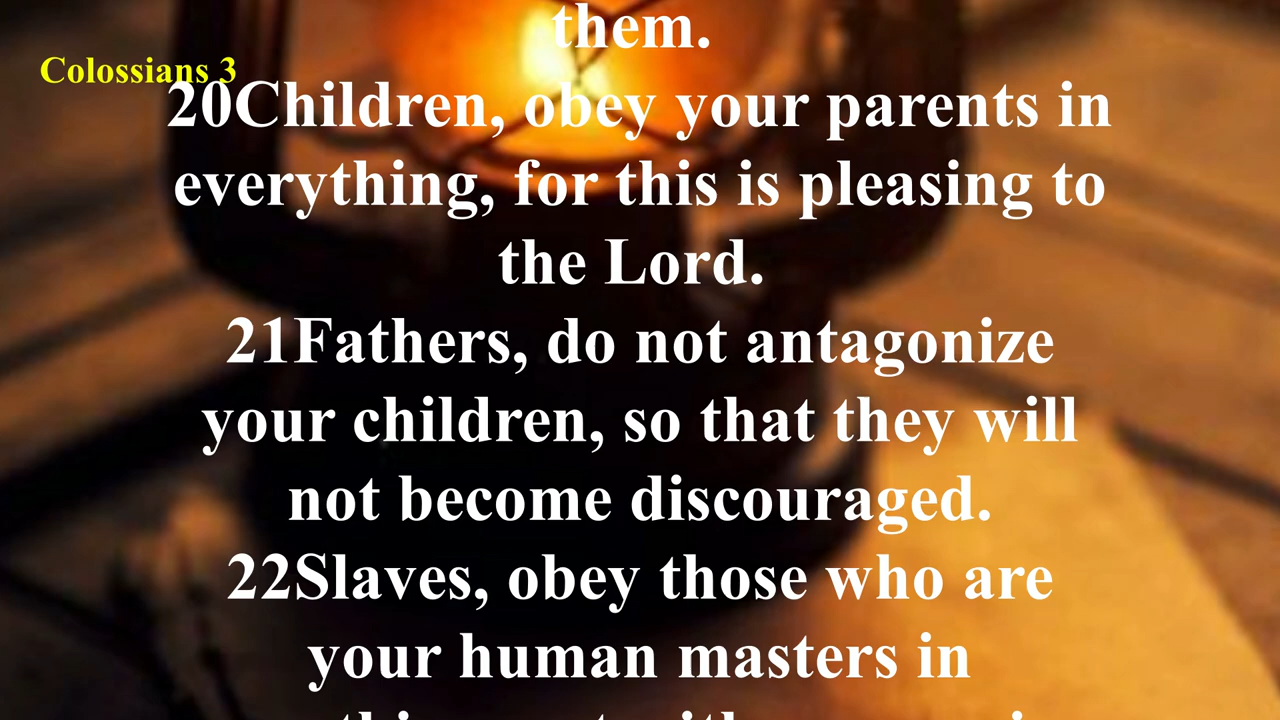 them.
Colossians 3
20Children, obey your parents in
everything, for this is pleasing to
the Lord.
21Fathers, do not antagonize
your children, so that they will
not become discouraged.
22Slaves, obey those who are
your human masters in